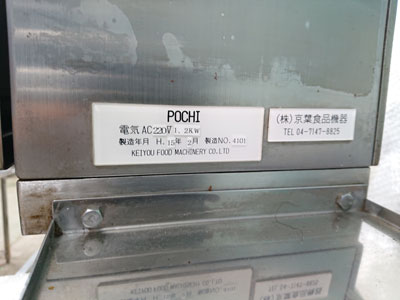 POCHI
電気 AC220V 1.2KW
製造年月 H.15年 2月 製造NO.4101
KEIYOU FOOD MACHINERY CO.LTD
(株)京葉食品機器
TEL 04-7147-8825